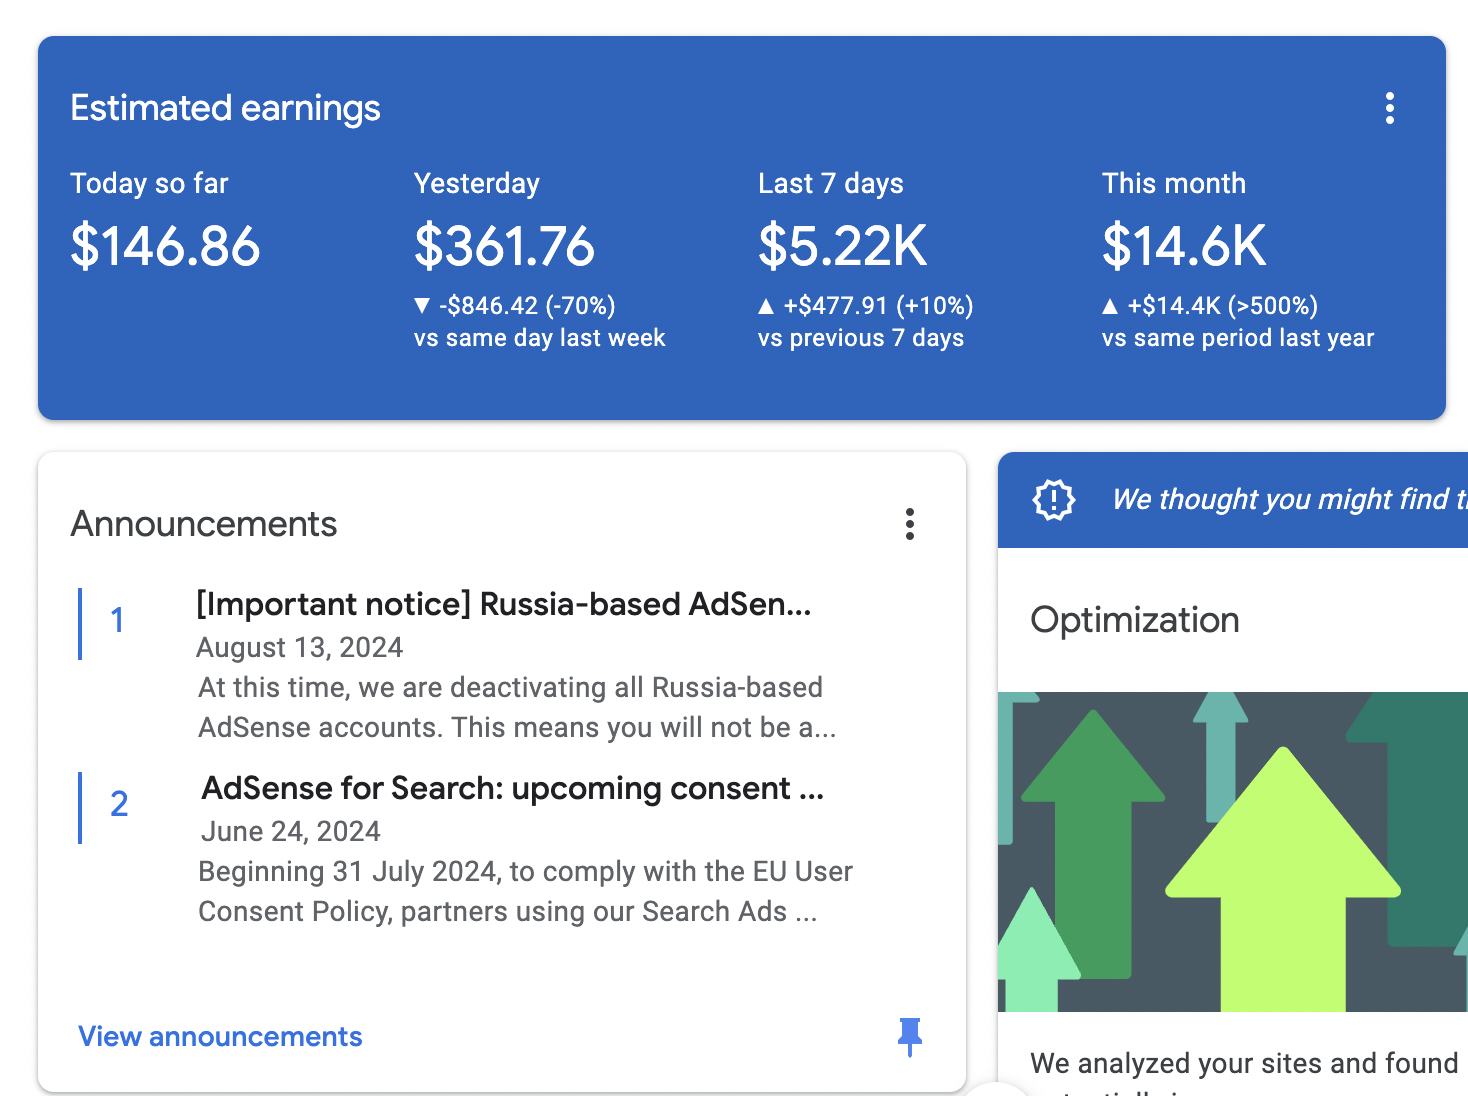 Estimated earnings
Today so far
$146.86
Yesterday
$361.76
▼ -$846.42 (-70%)
vs same day last week
Last 7 days
$5.22K
▲ +$477.91 (+10%)
vs previous 7 days
This month
$14.6K
▲ +$14.4K (>500%)
vs same period last year
Announcements
1
[Important notice] Russia-based AdSen...
August 13, 2024
At this time, we are deactivating all Russia-based
AdSense accounts. This means you will not be a...
2
AdSense for Search: upcoming consent ...
June 24, 2024
Beginning 31 July 2024, to comply with the EU User
Consent Policy, partners using our Search Ads ...
View announcements
We thought you might find
Optimization
We analyzed your sites and found